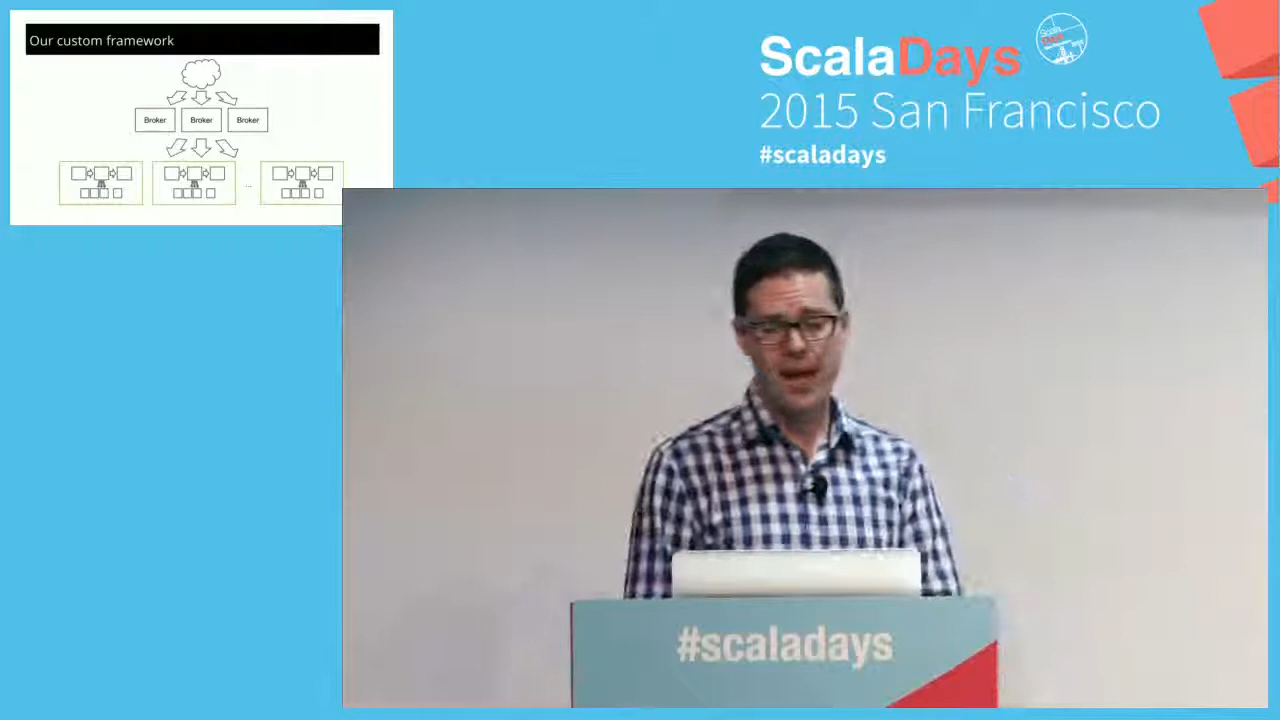 Our custom framework
Broker Broker Broker
...
ScalaDays
2015 San Francisco
#scaladays
#scaladays